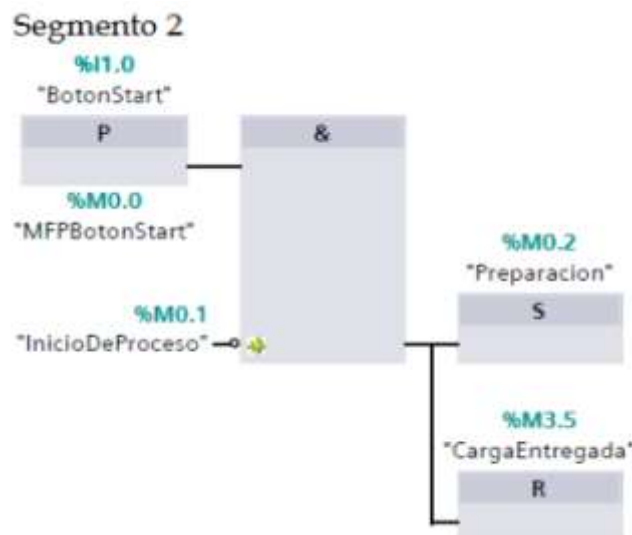 Segmento 2
%I1.0
"BotonStart"
P
&
%M0.0
"MFPBotonStart"
%M0.2
"Preparacion"
S
%M0.1
"InicioDeProceso"
%M3.5
"CargaEntregada"
R